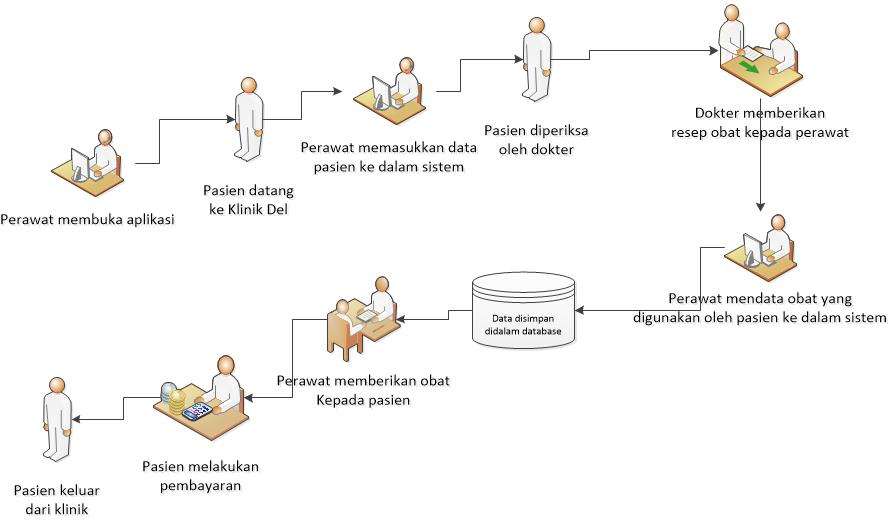 Perawat membuka aplikasi
Pasien datang
ke Klinik Del
Perawat memasukkan data
pasien ke dalam sistem
Pasien diperiksa
oleh dokter
Dokter memberikan
resep obat kepada perawat
Perawat mendata obat yang
digunakan oleh pasien ke dalam sistem
Data disimpan
didalam database
Perawat memberikan obat
Kepada pasien
Pasien melakukan
pembayaran
Pasien keluar
dari klinik